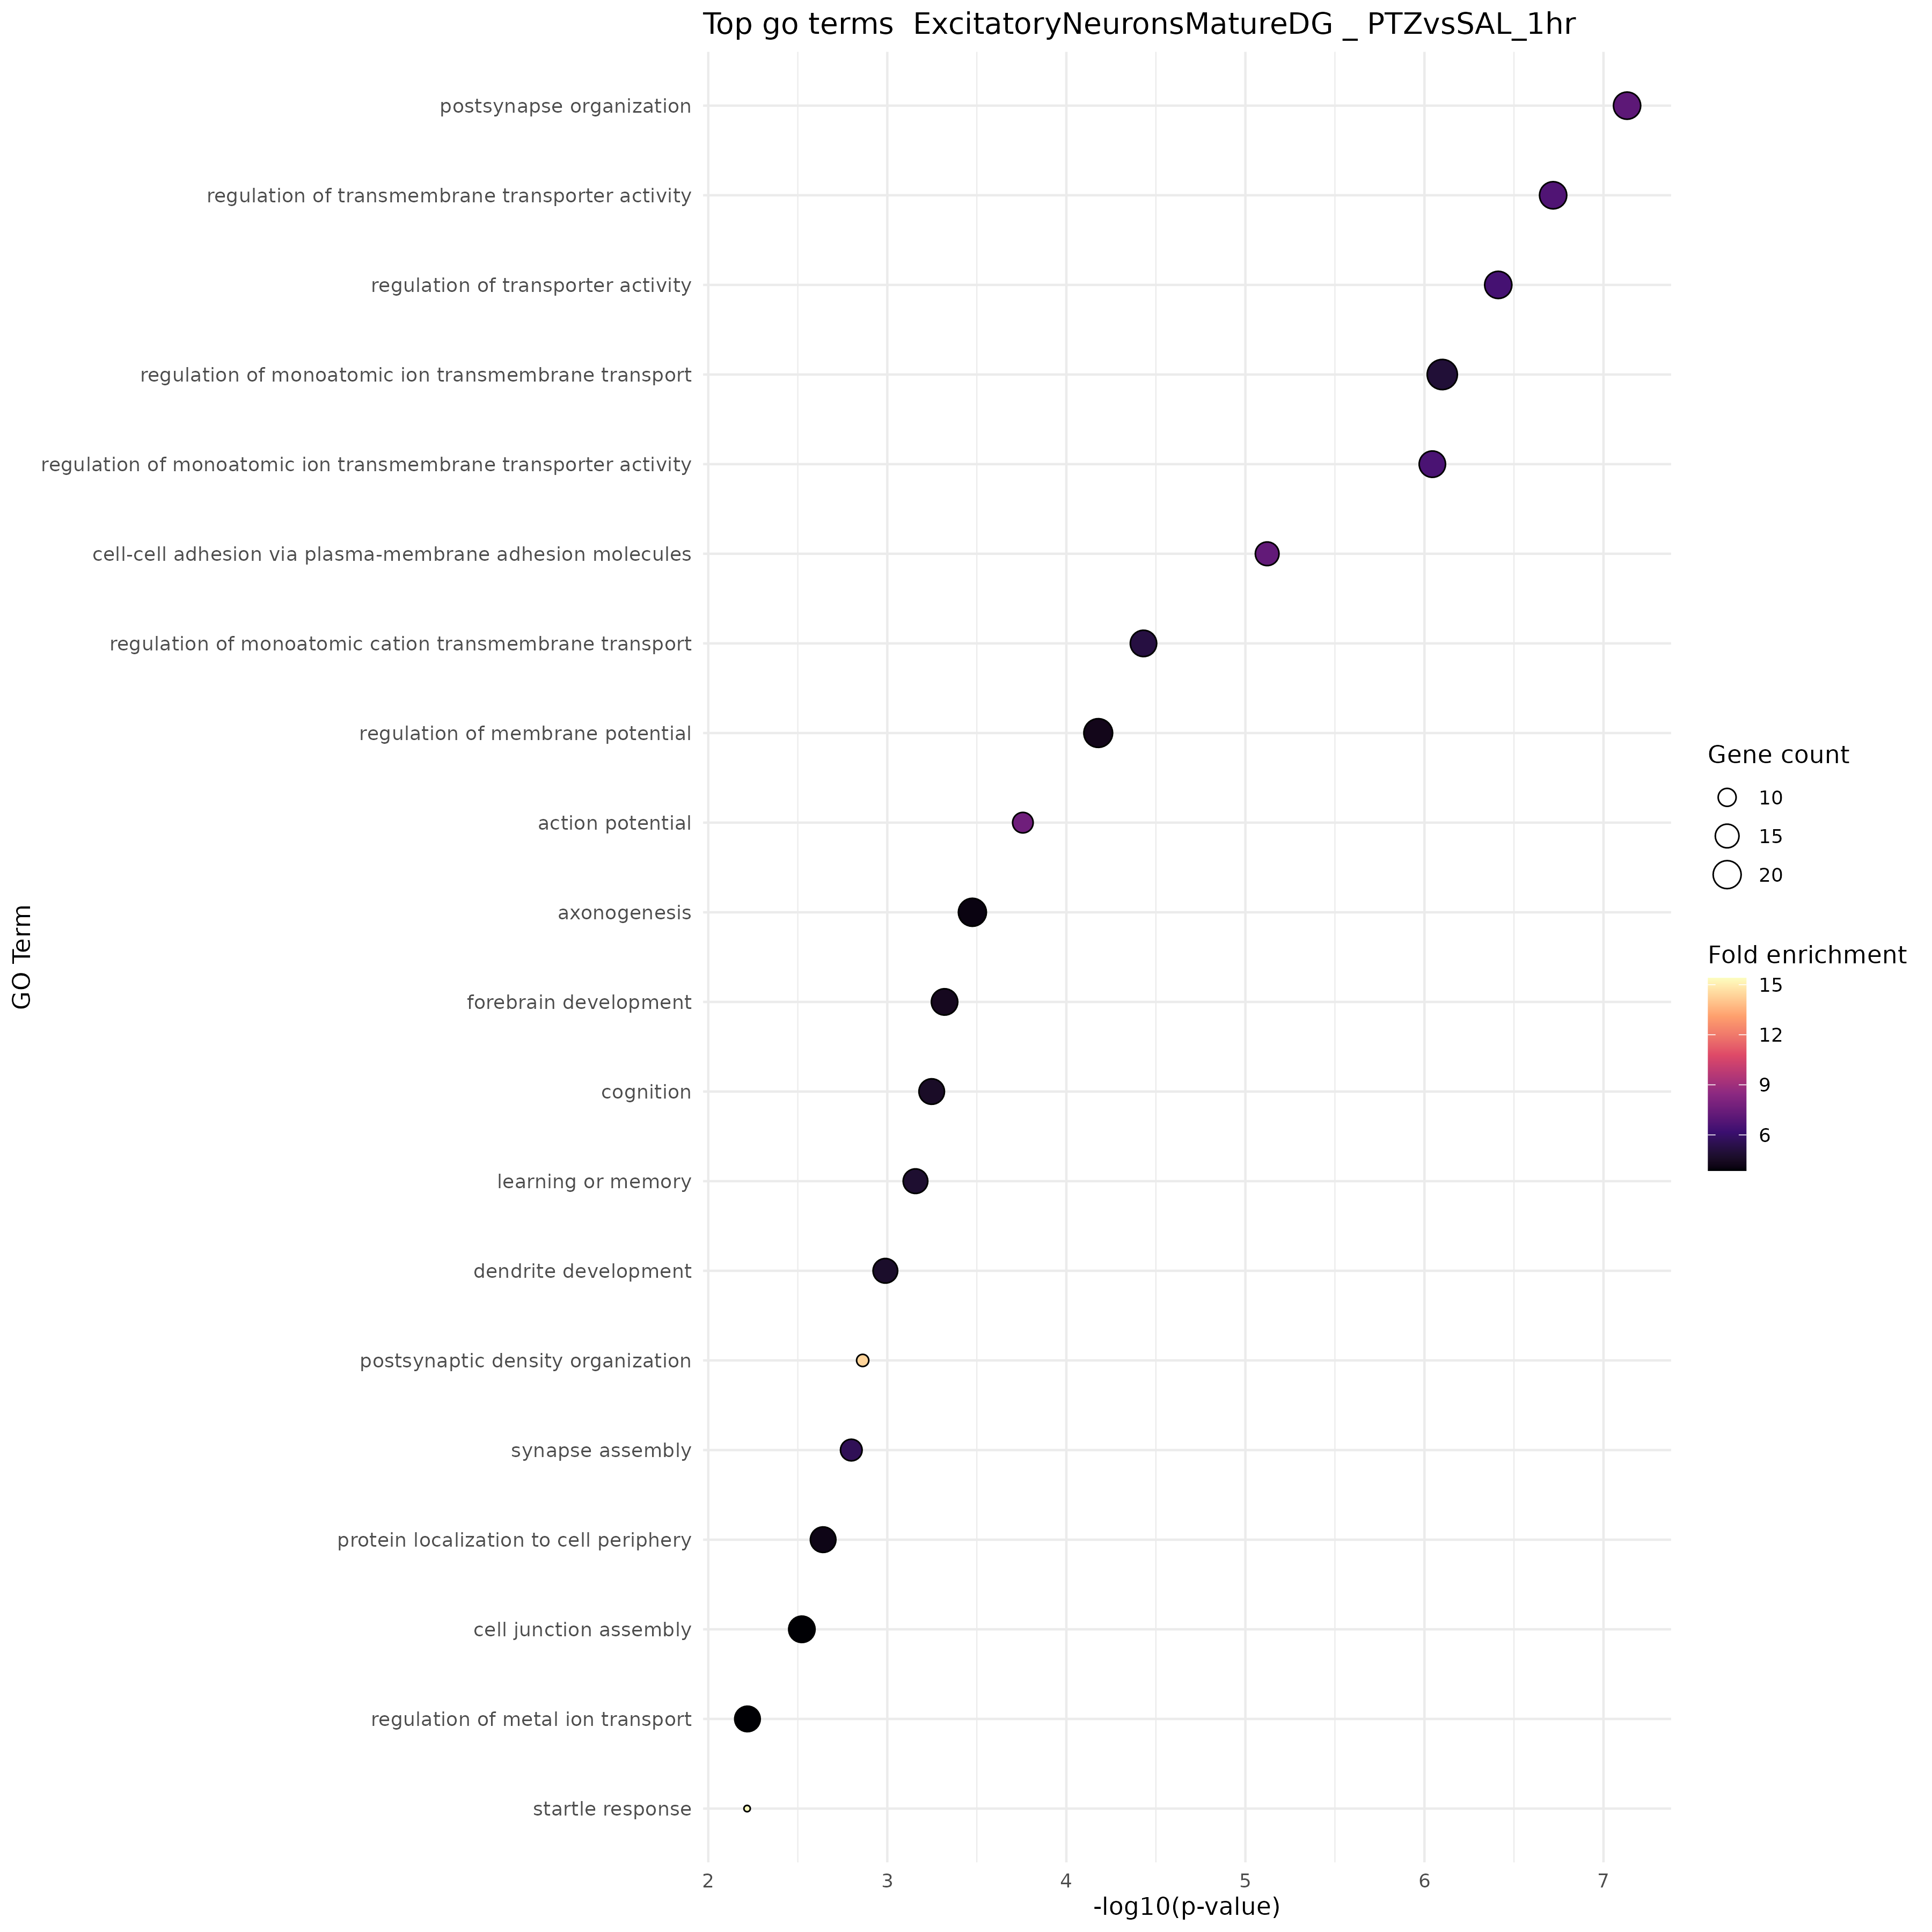 Top go terms  ExcitatoryNeuronsMatureDG _ PTZvsSAL_1hr
GO Term
postsynapse organization
regulation of transmembrane transporter activity
regulation of transporter activity
regulation of monoatomic ion transmembrane transport
regulation of monoatomic ion transmembrane transporter activity
cell-cell adhesion via plasma-membrane adhesion molecules
regulation of monoatomic cation transmembrane transport
regulation of membrane potential
action potential
axonogenesis
forebrain development
cognition
learning or memory
dendrite development
postsynaptic density organization
synapse assembly
protein localization to cell periphery
cell junction assembly
regulation of metal ion transport
startle response
2 3 4 5 6 7
-log10(p-value)
Gene count
10
15
20
Fold enrichment
15
12
9
6